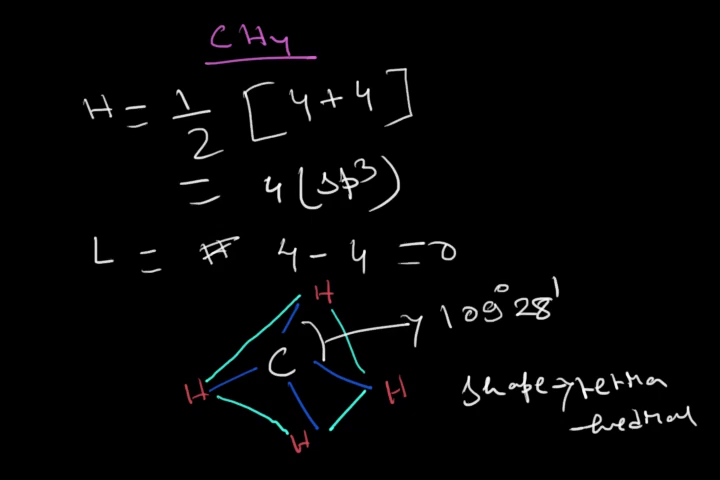 CH4
H = 1/2 [4+4]
= 4 (sp3)
L = 4 - 4 = 0
H
109°28'
C
H
H
shape → tetra
-hedral
H